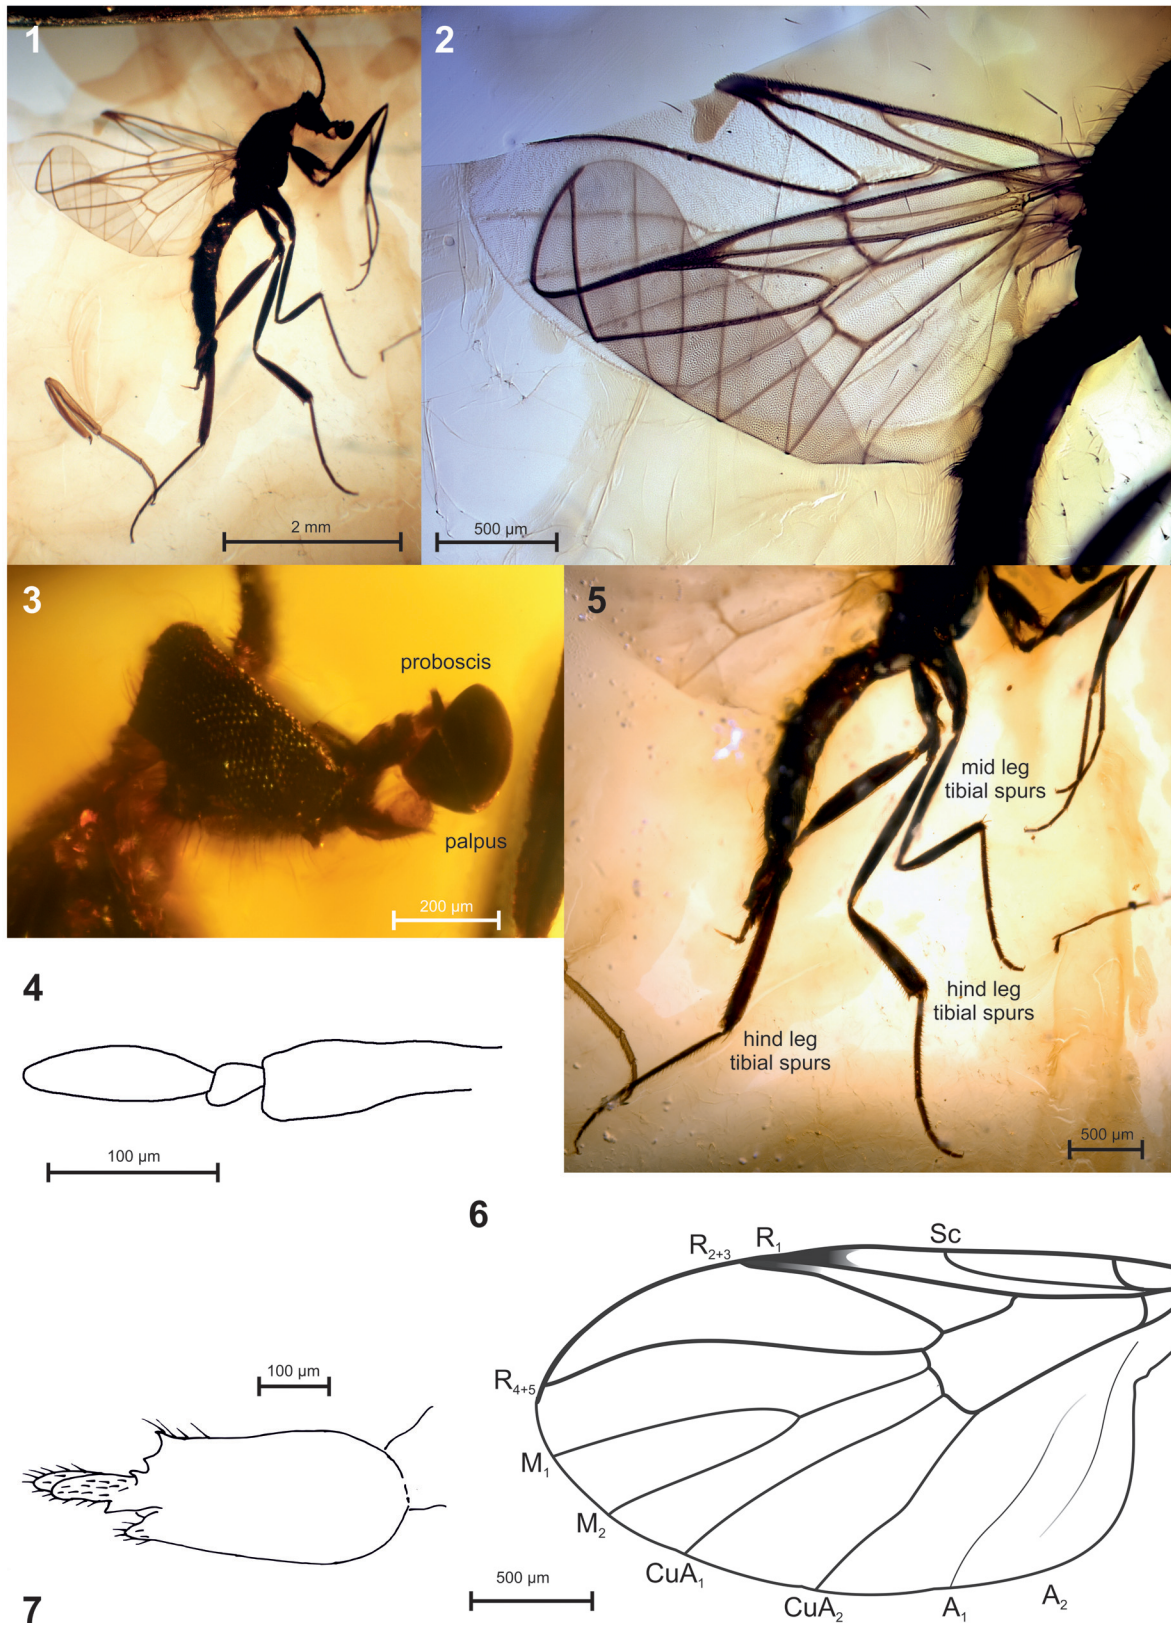 1
2
2 mm
500 µm
3
proboscis
palpus
200 µm
5
mid leg
tibial spurs
hind leg
tibial spurs
hind leg
tibial spurs
500 µm
4
100 µm
6
R₂₊₃
R₁
Sc
R₄₊₅
M₁
M₂
CuA₁
CuA₂
A₁
A₂
500 µm
100 µm
7